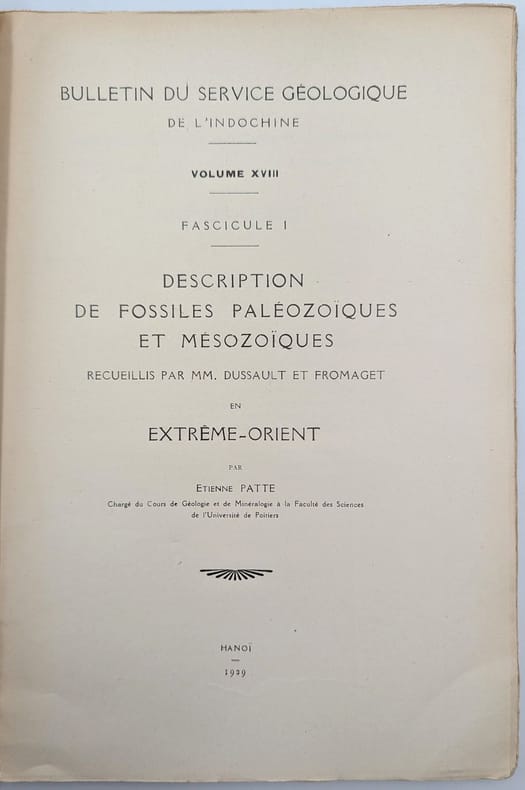 BULLETIN DU SERVICE GÉOLOGIQUE
DE L'INDOCHINE
VOLUME XVIII
FASCICULE I
DESCRIPTION
DE FOSSILES PALÉOZOÏQUES
ET MÉSOZOÏQUES
RECUEILLIS PAR MM. DUSSAULT ET FROMAGET
EN
EXTRÊME-ORIENT
PAR
ETIENNE PATTE
Chargé du Cours de Géologie et de Minéralogie à la Faculté des Sciences
de l'Université de Poitiers
HANOÏ
1929